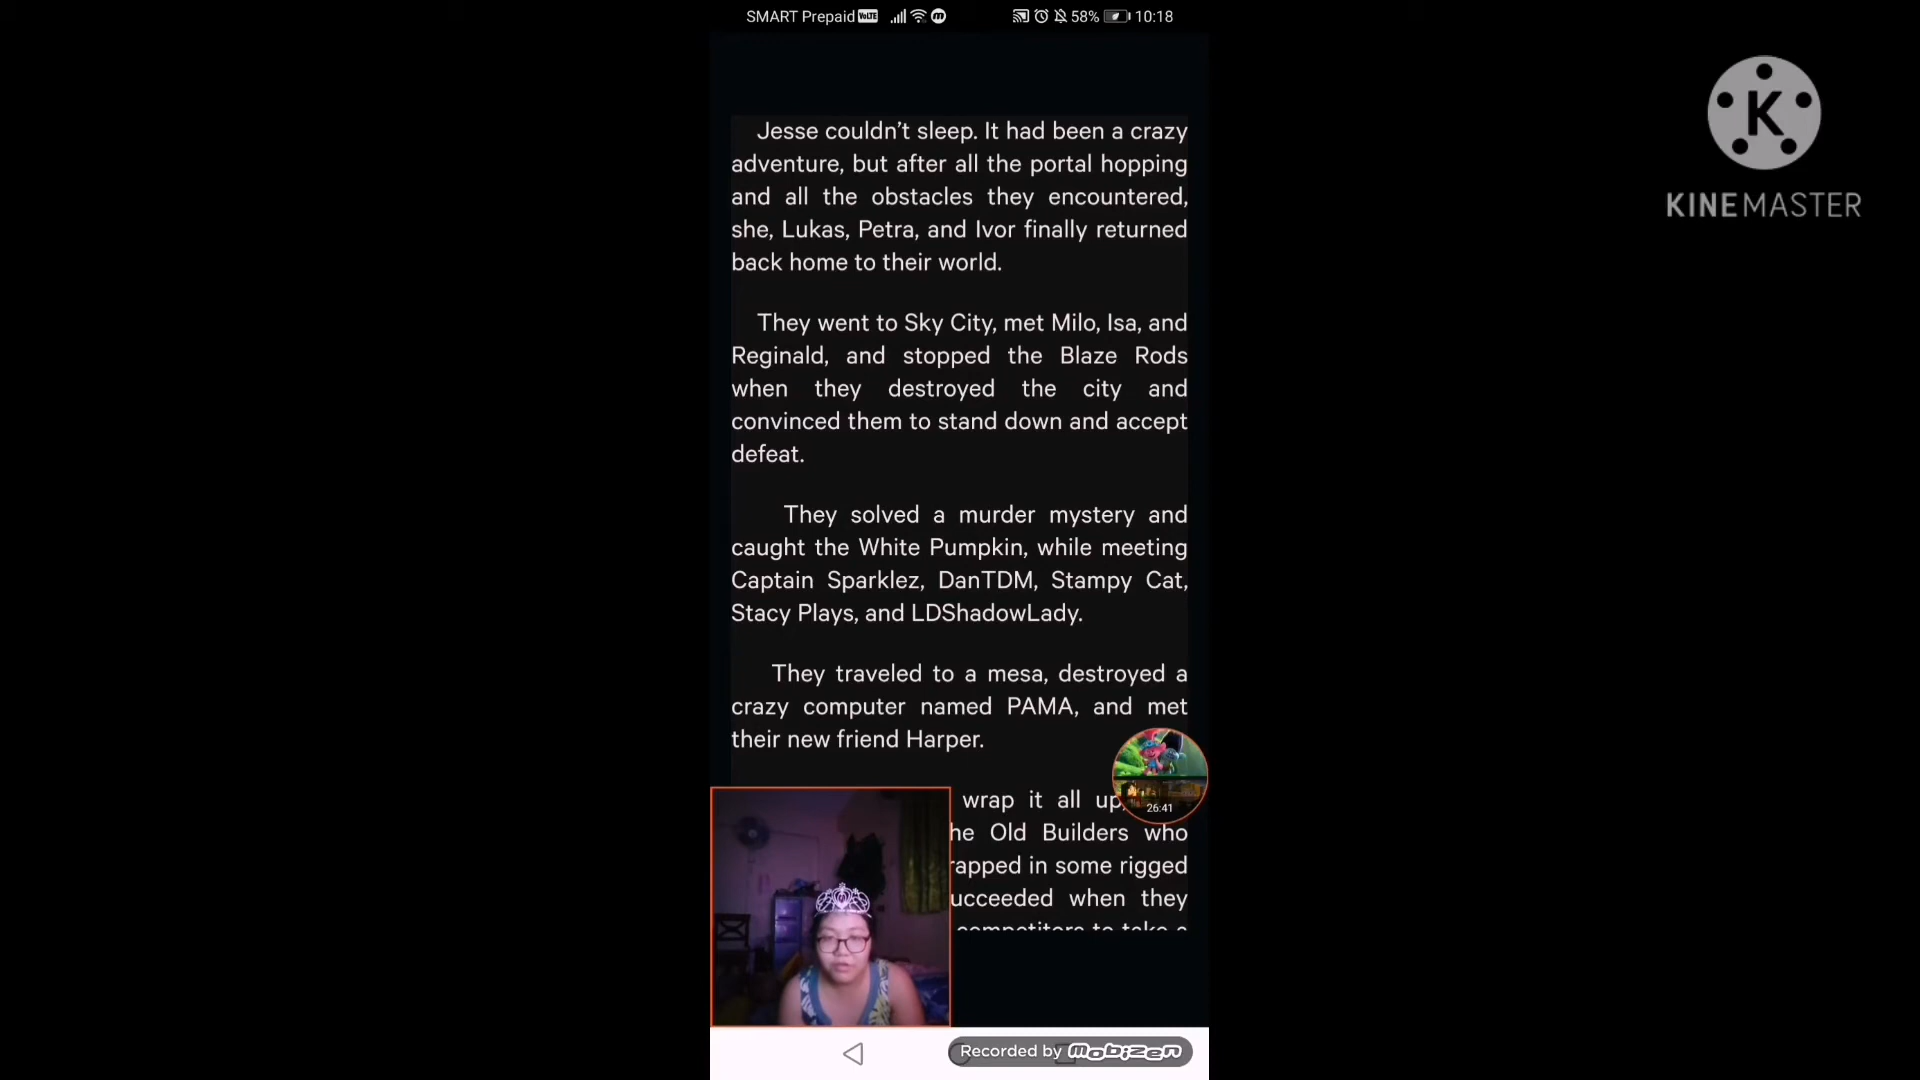 SMART Prepaid VoLTE 58% 10:18
K
KINEMASTER
Jesse couldn’t sleep. It had been a crazy
adventure, but after all the portal hopping
and all the obstacles they encountered,
she, Lukas, Petra, and Ivor finally returned
back home to their world.
They went to Sky City, met Milo, Isa, and
Reginald, and stopped the Blaze Rods
when they destroyed the city and
convinced them to stand down and accept
defeat.
They solved a murder mystery and
caught the White Pumpkin, while meeting
Captain Sparklez, DanTDM, Stampy Cat,
Stacy Plays, and LDShadowLady.
They traveled to a mesa, destroyed a
crazy computer named PAMA, and met
their new friend Harper.
wrap it all up,
26:41
he Old Builders who
rapped in some rigged
ucceeded when they
competitors to take a
Recorded by mobizen